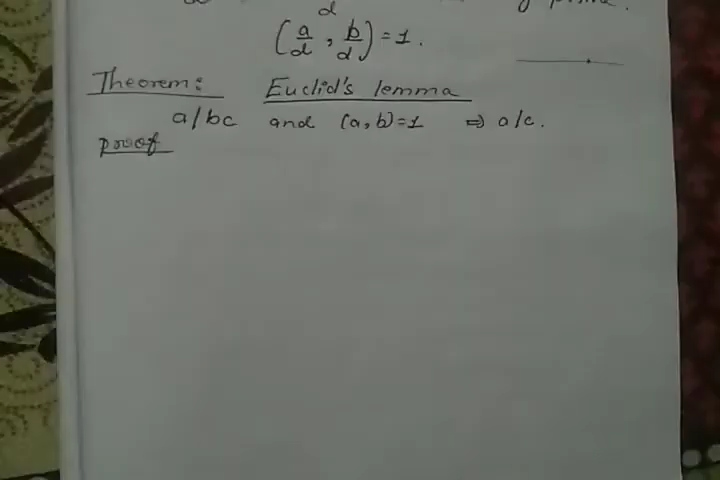 d
(a/d, b/d) = 1.
Theorem: Euclid's lemma
a/bc and (a, b) = 1 ⇒ a/c.
proof